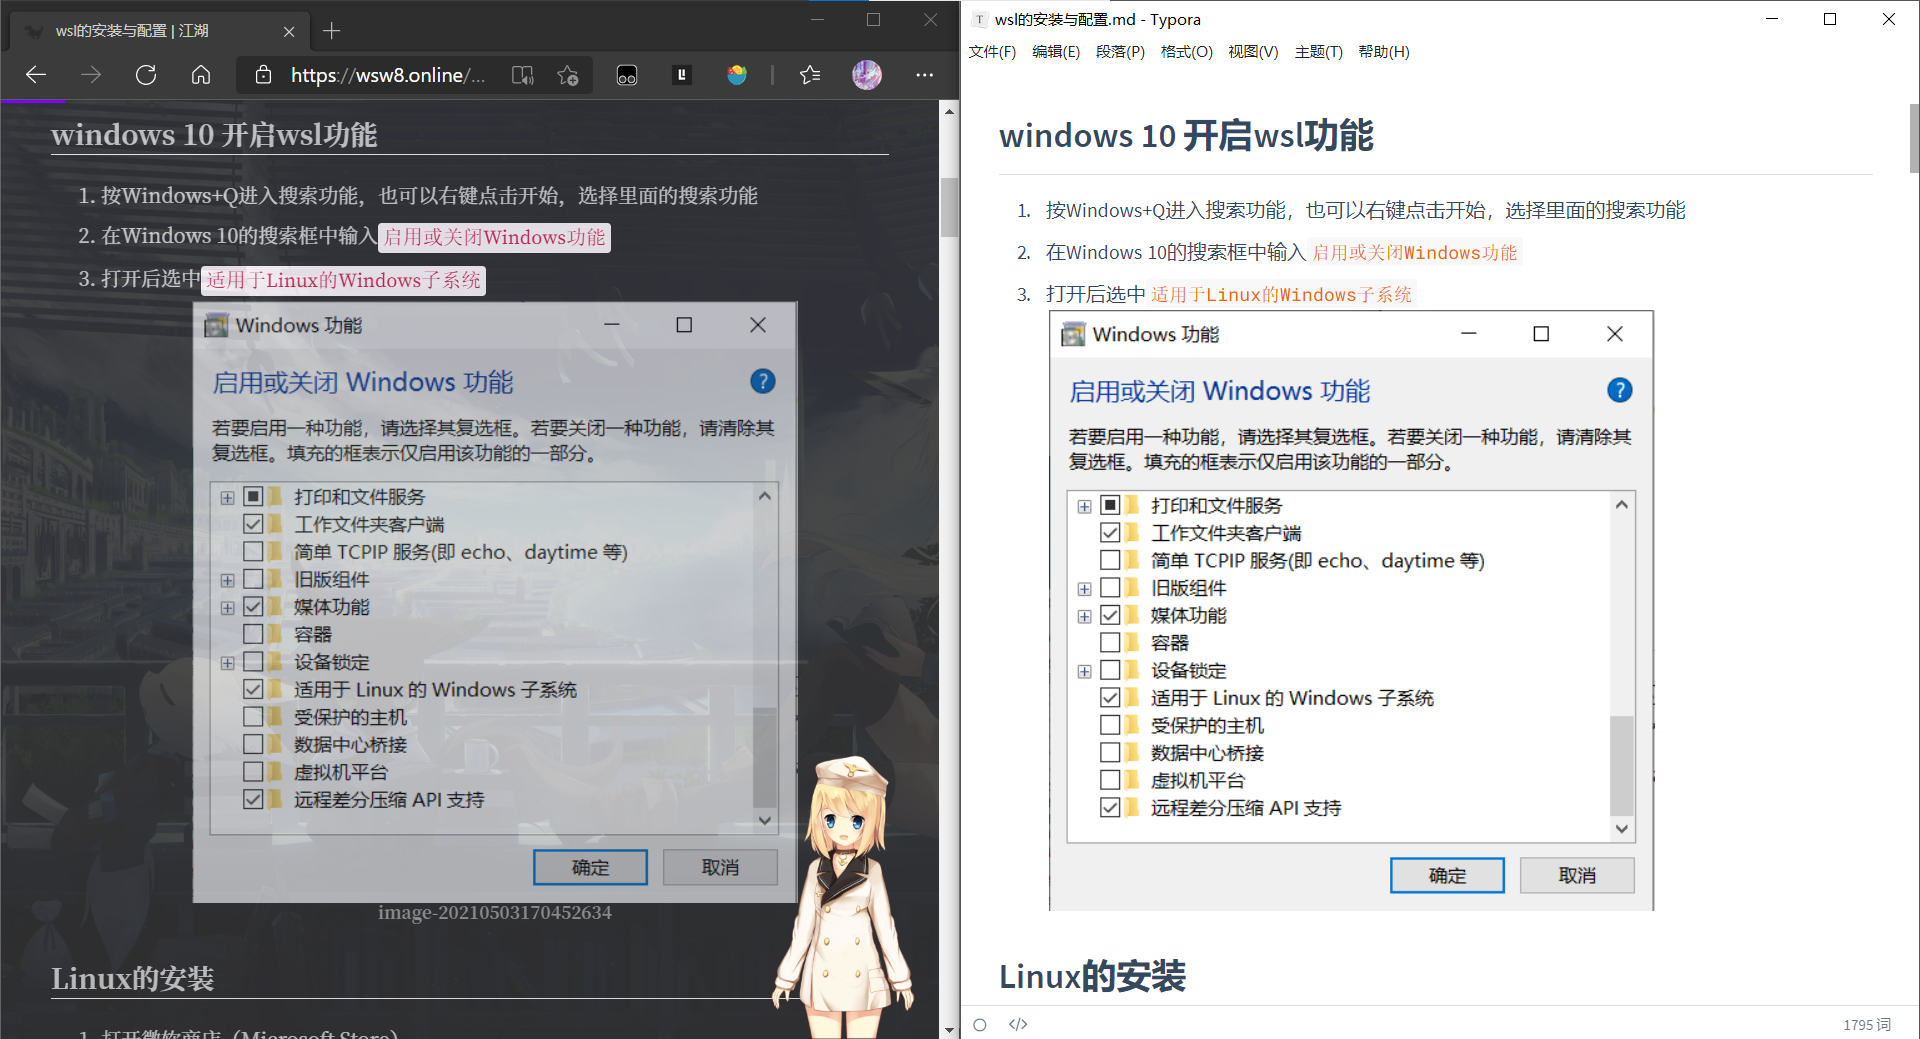 wsl的安装与配置 | 江湖
https://wsw8.online/...
windows 10 开启wsl功能
1. 按Windows+Q进入搜索功能，也可以右键点击开始，选择里面的搜索功能
2. 在Windows 10的搜索框中输入 启用或关闭Windows功能
3. 打开后选中 适用于Linux的Windows子系统
Windows 功能
启用或关闭 Windows 功能
若要启用一种功能，请选择其复选框。若要关闭一种功能，请清除其
复选框。填充的框表示仅启用该功能的一部分。
打印和文件服务
工作文件夹客户端
简单 TCPIP 服务(即 echo、daytime 等)
旧版组件
媒体功能
容器
设备锁定
适用于 Linux 的 Windows 子系统
受保护的主机
数据中心桥接
虚拟机平台
远程差分压缩 API 支持
确定 取消
image-20210503170452634
Linux的安装
1. 打开微软商店（Microsoft Store）
wsl的安装与配置.md - Typora
文件(F) 编辑(E) 段落(P) 格式(O) 视图(V) 主题(T) 帮助(H)
windows 10 开启wsl功能
1. 按Windows+Q进入搜索功能，也可以右键点击开始，选择里面的搜索功能
2. 在Windows 10的搜索框中输入 启用或关闭Windows功能
3. 打开后选中 适用于Linux的Windows子系统
Windows 功能
启用或关闭 Windows 功能
若要启用一种功能，请选择其复选框。若要关闭一种功能，请清除其
复选框。填充的框表示仅启用该功能的一部分。
打印和文件服务
工作文件夹客户端
简单 TCPIP 服务(即 echo、daytime 等)
旧版组件
媒体功能
容器
设备锁定
适用于 Linux 的 Windows 子系统
受保护的主机
数据中心桥接
虚拟机平台
远程差分压缩 API 支持
确定 取消
Linux的安装
1795 词